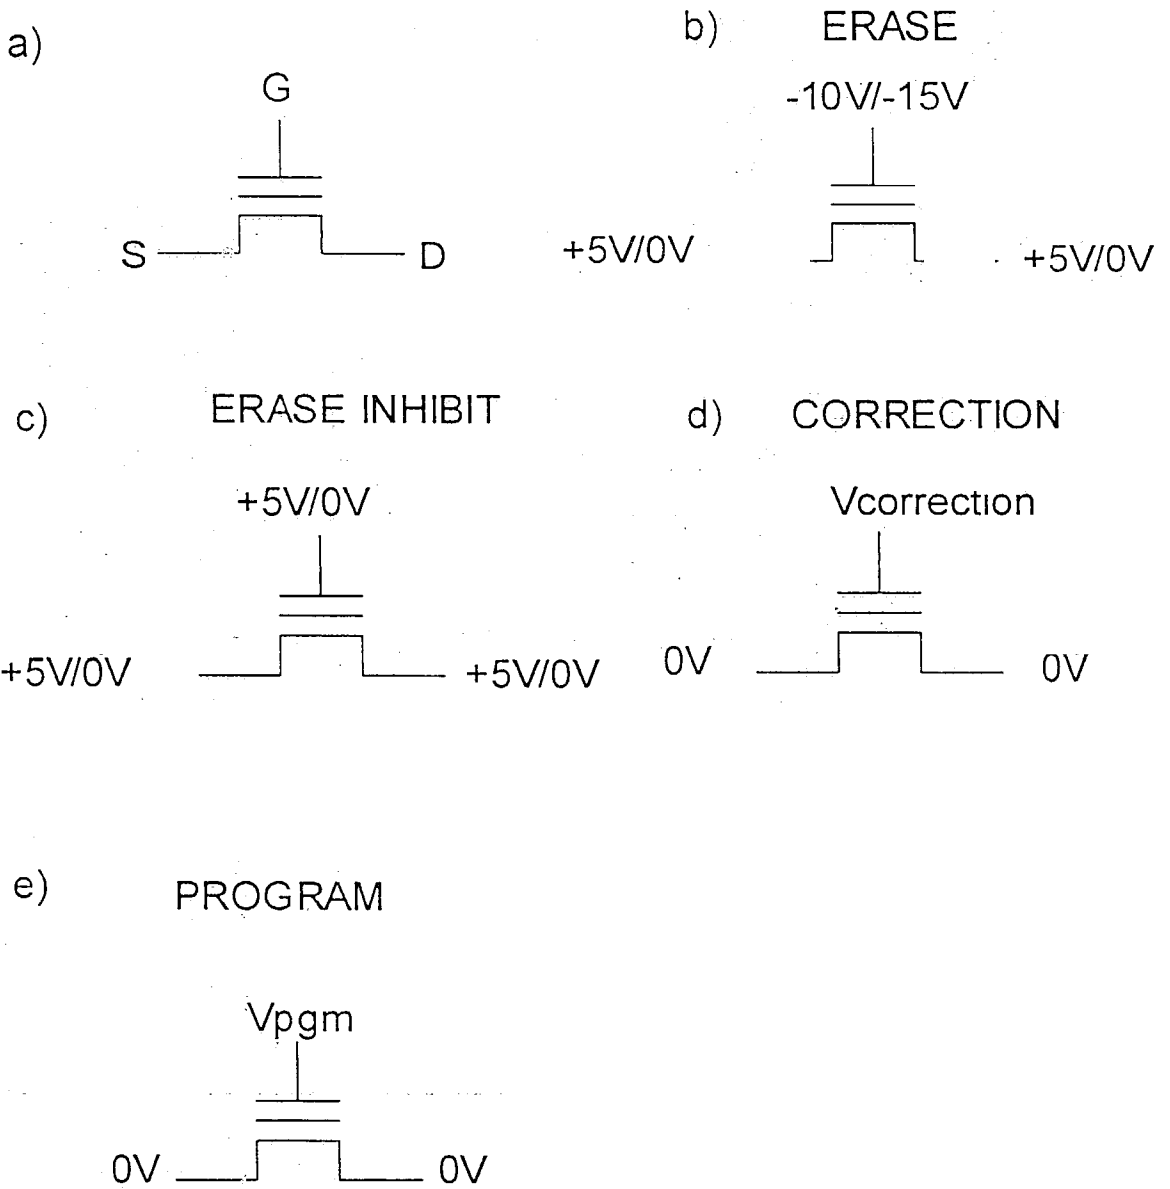 a)
G
S
D
b)
ERASE
-10V/-15V
+5V/0V
+5V/0V
c)
ERASE INHIBIT
+5V/0V
+5V/0V
+5V/0V
d)
CORRECTION
Vcorrection
0V
0V
e)
PROGRAM
Vpgm
0V
0V